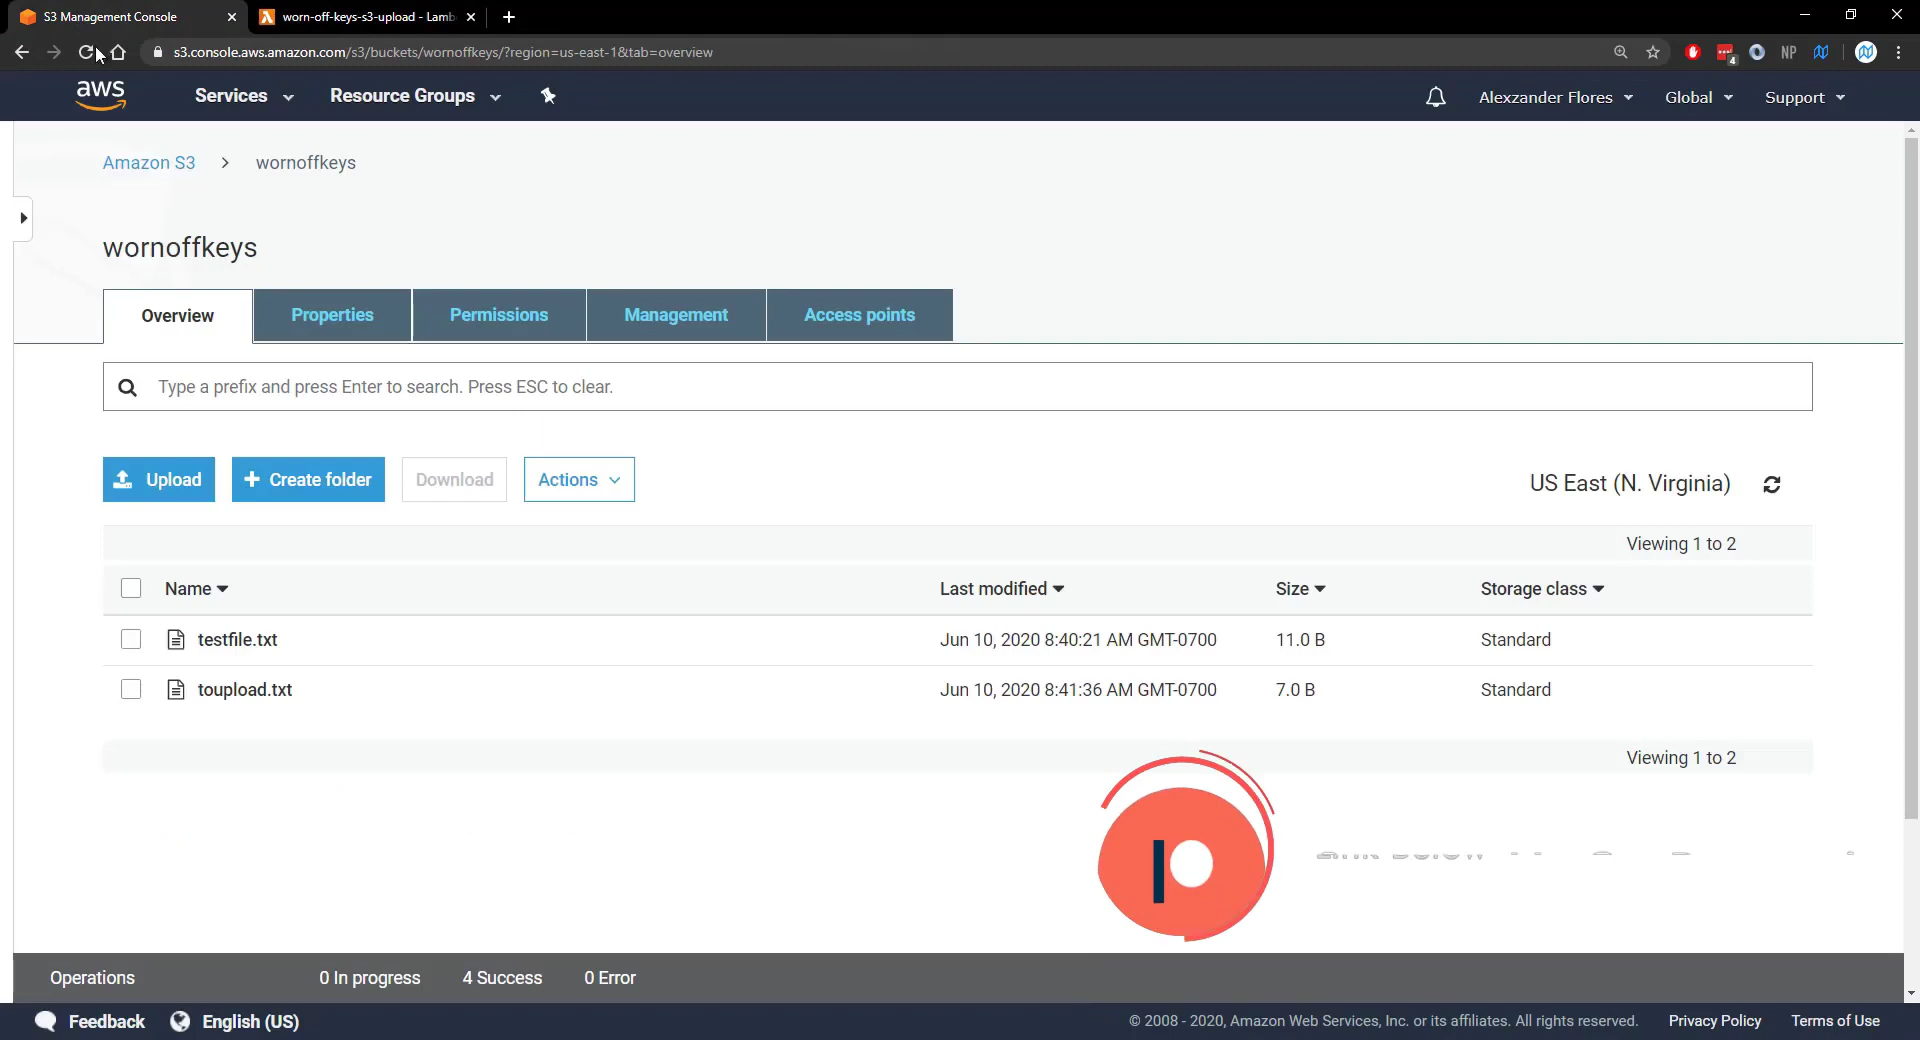 S3 Management Console
worn-off-keys-s3-upload - Lamb
s3.console.aws.amazon.com/s3/buckets/wornoffkeys/?region=us-east-1&tab=overview
4
NP
aws
Services
Resource Groups
Alexzander Flores
Global
Support
Amazon S3 > wornoffkeys
wornoffkeys
Overview
Properties
Permissions
Management
Access points
Type a prefix and press Enter to search. Press ESC to clear.
Upload
+ Create folder
Download
Actions
US East (N. Virginia)
Viewing 1 to 2
Name
Last modified
Size
Storage class
testfile.txt
Jun 10, 2020 8:40:21 AM GMT-0700
11.0 B
Standard
toupload.txt
Jun 10, 2020 8:41:36 AM GMT-0700
7.0 B
Standard
Viewing 1 to 2
Operations
0 In progress
4 Success
0 Error
Feedback
English (US)
© 2008 - 2020, Amazon Web Services, Inc. or its affiliates. All rights reserved.
Privacy Policy
Terms of Use